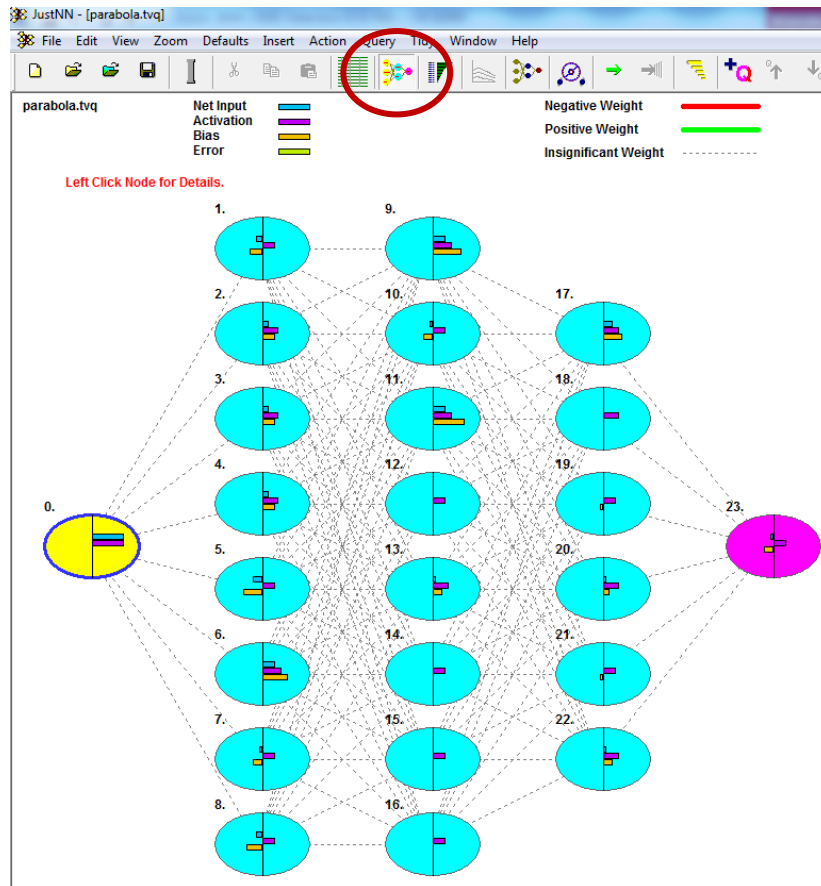 JustNN - [parabola.tvq]
File Edit View Zoom Defaults Insert Action Query Tidy Window Help
parabola.tvq
Net Input
Activation
Bias
Error
Negative Weight
Positive Weight
Insignificant Weight
Left Click Node for Details.
1.
9.
2.
10.
17.
3.
11.
18.
4.
12.
19.
0.
23.
5.
13.
20.
6.
14.
21.
7.
15.
22.
8.
16.